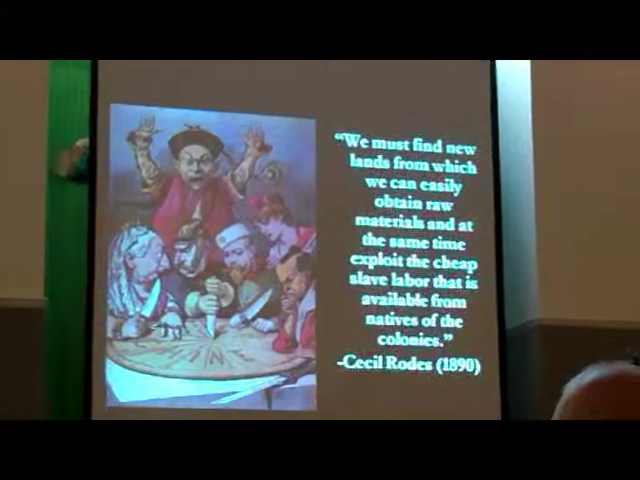 “We must find new
lands from which
we can easily
obtain raw
materials and at
the same time
exploit the cheap
slave labor that is
available from
natives of the
colonies.”
-Cecil Rodes (1890)
CHINE